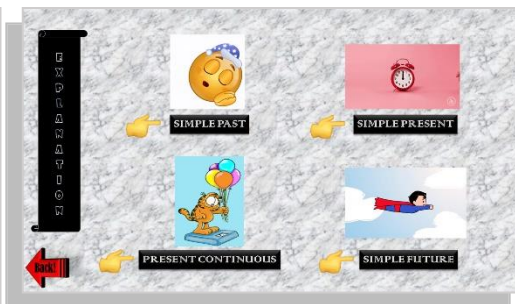 EXPLANATION
SIMPLE PAST
SIMPLE PRESENT
PRESENT CONTINUOUS
SIMPLE FUTURE
Back!